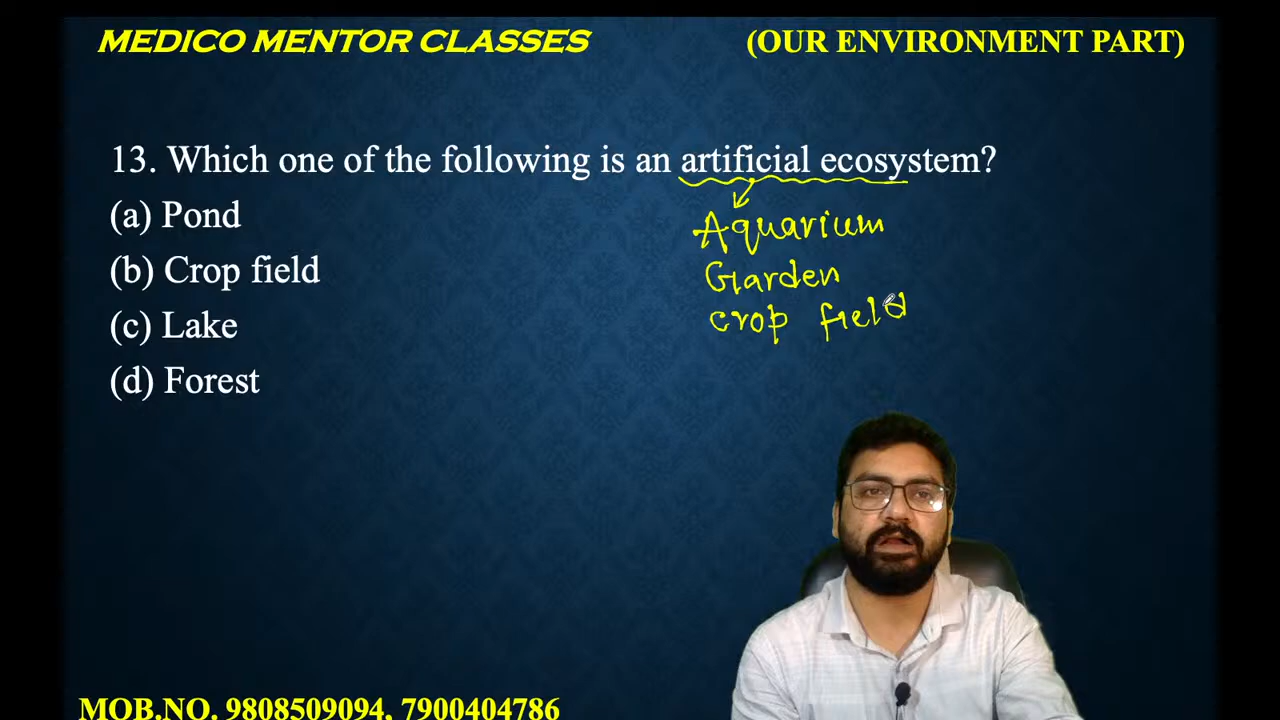 MEDICO MENTOR CLASSES (OUR ENVIRONMENT PART)
13. Which one of the following is an artificial ecosystem?
(a) Pond
(b) Crop field
(c) Lake
(d) Forest
Aquarium
Garden
crop field
MOB.NO. 9808509094, 7900404786